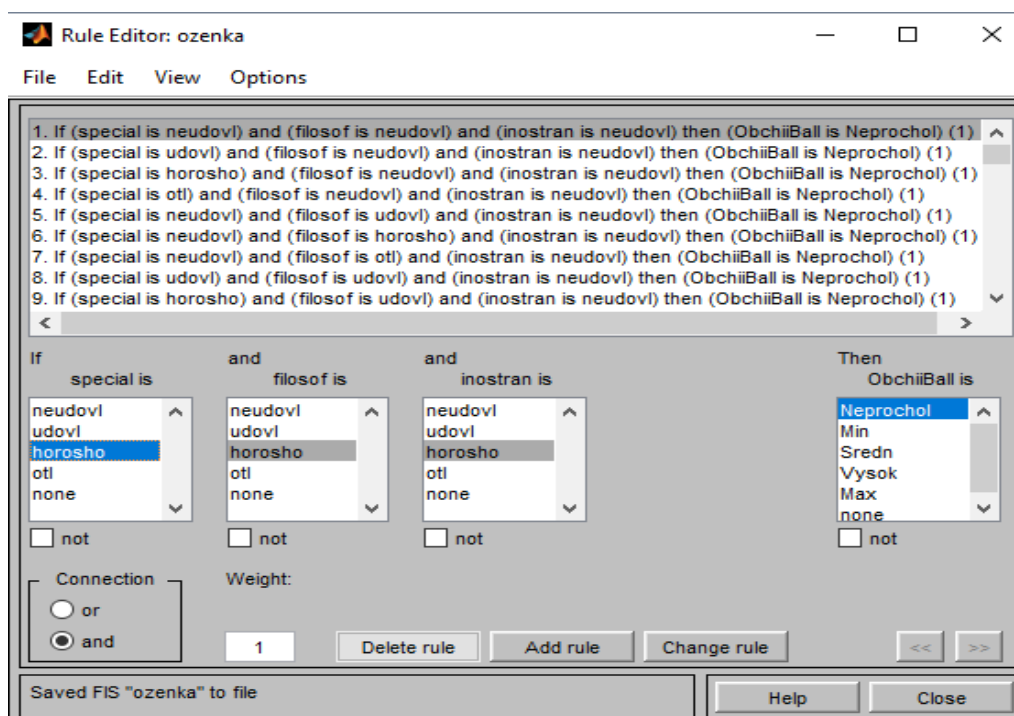 Rule Editor: ozenka
File Edit View Options
1. If (special is neudovl) and (filosof is neudovl) and (inostran is neudovl) then (ObchiiBall is Neprochol) (1)
2. If (special is udovl) and (filosof is neudovl) and (inostran is neudovl) then (ObchiiBall is Neprochol) (1)
3. If (special is horosho) and (filosof is neudovl) and (inostran is neudovl) then (ObchiiBall is Neprochol) (1)
4. If (special is otl) and (filosof is neudovl) and (inostran is neudovl) then (ObchiiBall is Neprochol) (1)
5. If (special is neudovl) and (filosof is udovl) and (inostran is neudovl) then (ObchiiBall is Neprochol) (1)
6. If (special is neudovl) and (filosof is horosho) and (inostran is neudovl) then (ObchiiBall is Neprochol) (1)
7. If (special is neudovl) and (filosof is otl) and (inostran is neudovl) then (ObchiiBall is Neprochol) (1)
8. If (special is udovl) and (filosof is udovl) and (inostran is neudovl) then (ObchiiBall is Neprochol) (1)
9. If (special is horosho) and (filosof is udovl) and (inostran is neudovl) then (ObchiiBall is Neprochol) (1)
If and and Then
special is filosof is inostran is ObchiiBall is
neudovl neudovl neudovl Neprochol
udovl udovl udovl Min
horosho horosho horosho Sredn
otl otl otl Vysok
none none none Max
none
not not not not
Connection Weight:
or
and 1 Delete rule Add rule Change rule << >>
Saved FIS "ozenka" to file Help Close